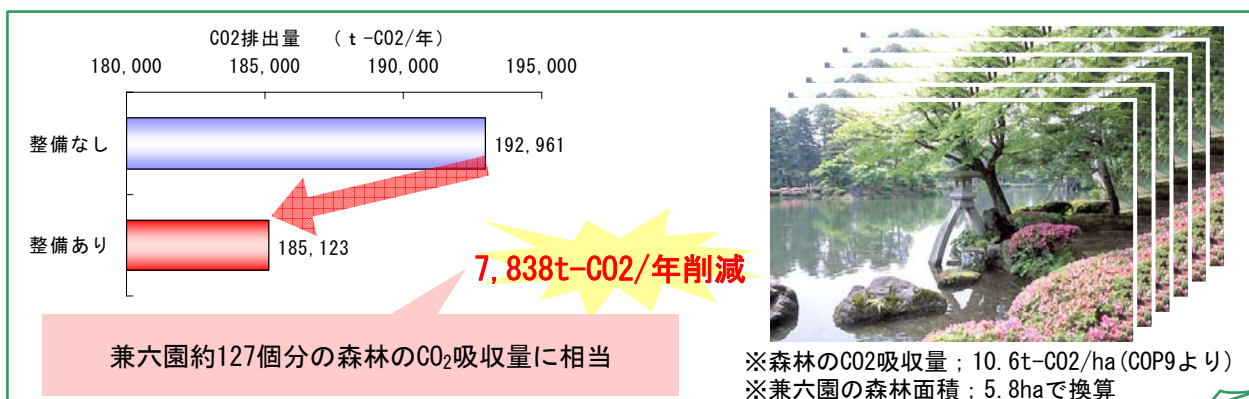 CO2排出量 （ｔ-CO2/年）
180,000 185,000 190,000 195,000
整備なし
192,961
整備あり
185,123
7,838t-CO2/年削減
兼六園約127個分の森林のCO₂吸収量に相当
※森林のCO2吸収量；10.6t-CO2/ha(COP9より)
※兼六園の森林面積；5.8haで換算